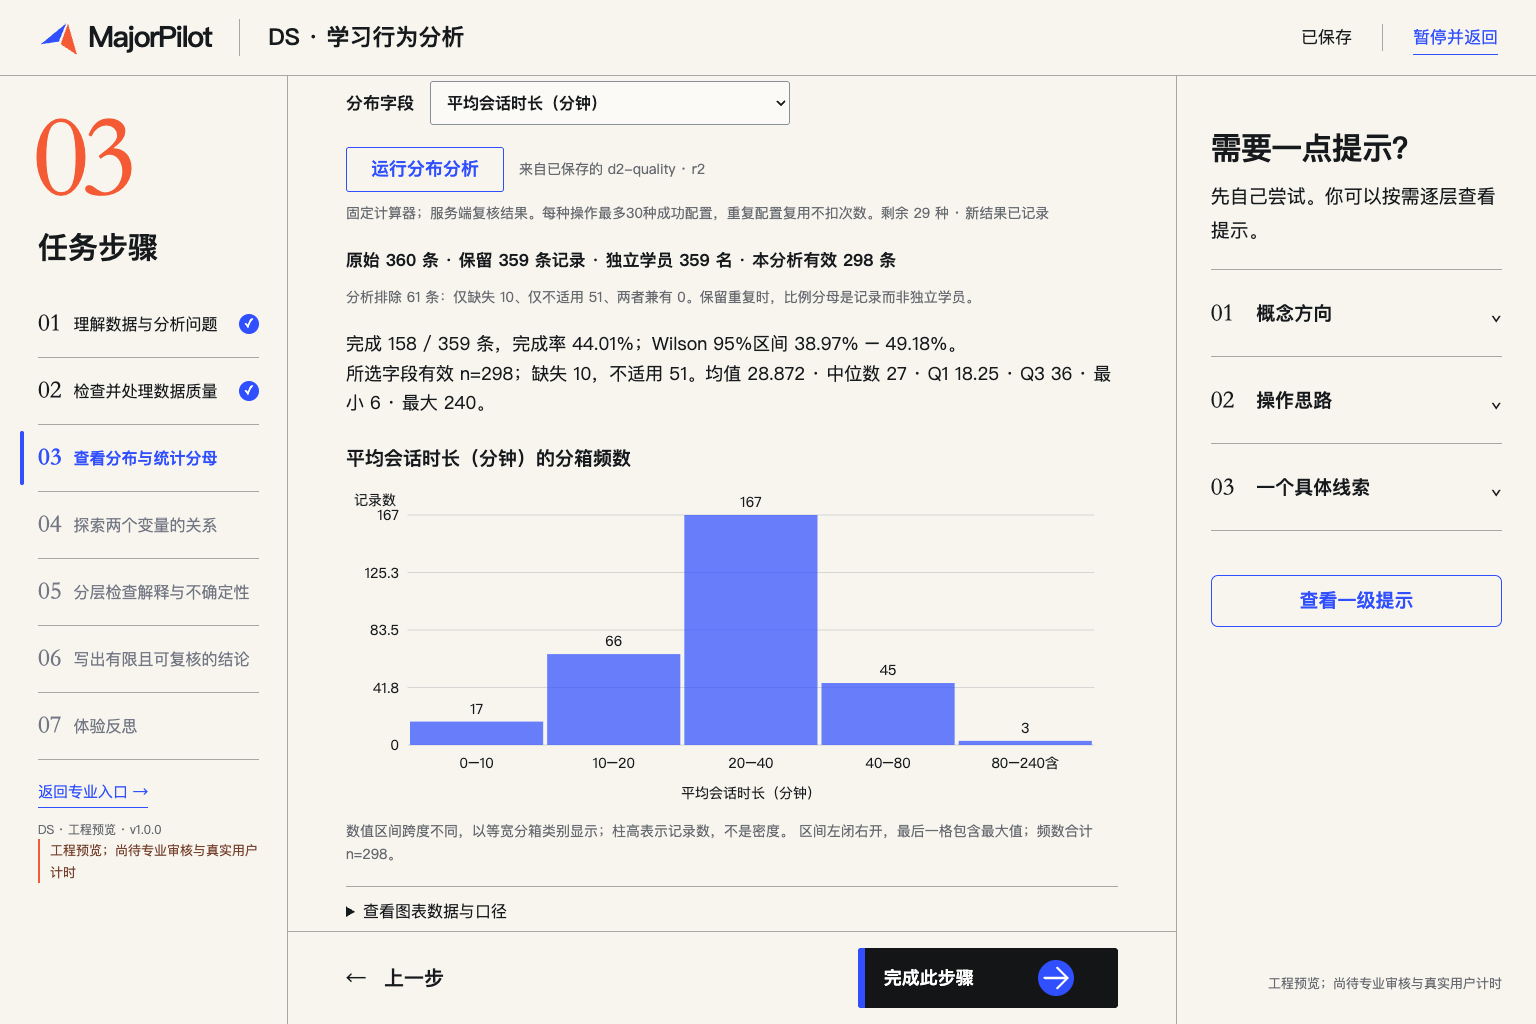 MajorPilot
DS · 学习行为分析
已保存
暂停并返回
03
任务步骤
01 理解数据与分析问题
02 检查并处理数据质量
03 查看分布与统计分母
04 探索两个变量的关系
05 分层检查解释与不确定性
06 写出有限且可复核的结论
07 体验反思
返回专业入口 →
DS · 工程预览 · v1.0.0
工程预览；尚待专业审核与真实用户
计时
分布字段
平均会话时长（分钟）
运行分布分析
来自已保存的 d2-quality · r2
固定计算器；服务端复核结果。每种操作最多30种成功配置，重复配置复用不扣次数。剩余 29 种 · 新结果已记录
原始 360 条 · 保留 359 条记录 · 独立学员 359 名 · 本分析有效 298 条
分析排除 61 条：仅缺失 10、仅不适用 51、两者兼有 0。保留重复时，比例分母是记录而非独立学员。
完成 158 / 359 条，完成率 44.01%；Wilson 95%区间 38.97% — 49.18%。
所选字段有效 n=298；缺失 10，不适用 51。均值 28.872 · 中位数 27 · Q1 18.25 · Q3 36 · 最
小 6 · 最大 240。
平均会话时长（分钟）的分箱频数
记录数
167
125.3
83.5
41.8
0
17
66
167
45
3
0—10
10—20
20—40
40—80
80—240含
平均会话时长（分钟）
数值区间跨度不同，以等宽分箱类别显示；柱高表示记录数，不是密度。 区间左闭右开，最后一格包含最大值；频数合计
n=298。
▶ 查看图表数据与口径
← 上一步
完成此步骤 →
需要一点提示？
先自己尝试。你可以按需逐层查看
提示。
01 概念方向
02 操作思路
03 一个具体线索
查看一级提示
工程预览；尚待专业审核与真实用户计时